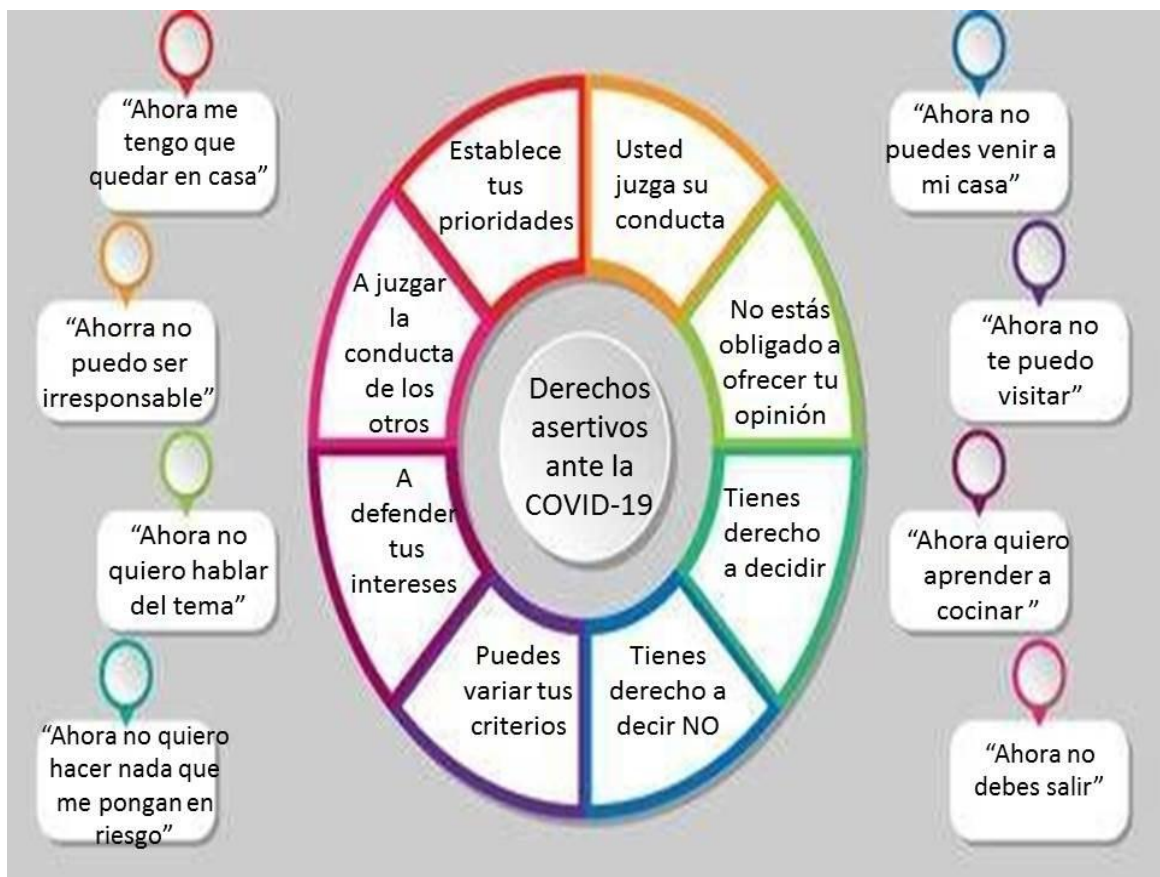 “Ahora me
tengo que
quedar en casa”
“Ahorra no
puedo ser
irresponsable”
“Ahora no
quiero hablar
del tema”
“Ahora no quiero
hacer nada que
me pongan en
riesgo”
Establece
tus
prioridades
Usted
juzga su
conducta
No estás
obligado a
ofrecer tu
opinión
Tienes
derecho
a decidir
Tienes
derecho a
decir NO
Puedes
variar tus
criterios
A
defender
tus
intereses
A juzgar
la
conducta
de los
otros
Derechos
asertivos
ante la
COVID-19
“Ahora no
puedes venir a
mi casa”
“Ahora no
te puedo
visitar”
“Ahora quiero
aprender a
cocinar ”
“Ahora no
debes salir”